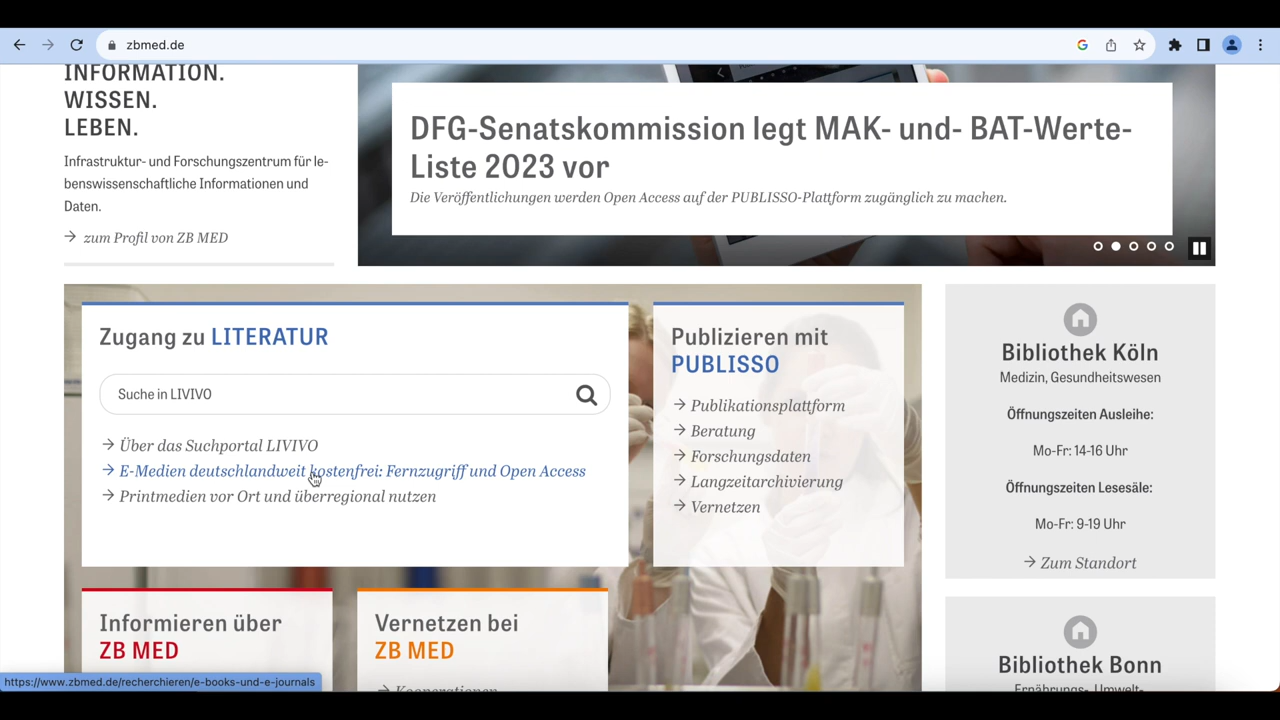 zbmed.de
INFORMATION.
WISSEN.
LEBEN.
Infrastruktur- und Forschungszentrum für le-
benswissenschaftliche Informationen und
Daten.
→ zum Profil von ZB MED
DFG-Senatskommission legt MAK- und- BAT-Werte-
Liste 2023 vor
Die Veröffentlichungen werden Open Access auf der PUBLISSO-Plattform zugänglich zu machen.
Zugang zu LITERATUR
Suche in LIVIVO
→ Über das Suchportal LIVIVO
→ E-Medien deutschlandweit kostenfrei: Fernzugriff und Open Access
→ Printmedien vor Ort und überregional nutzen
Publizieren mit
PUBLISSO
→ Publikationsplattform
→ Beratung
→ Forschungsdaten
→ Langzeitarchivierung
→ Vernetzen
Bibliothek Köln
Medizin, Gesundheitswesen
Öffnungszeiten Ausleihe:
Mo-Fr: 14-16 Uhr
Öffnungszeiten Lesesäle:
Mo-Fr: 9-19 Uhr
→ Zum Standort
Informieren über
ZB MED
Vernetzen bei
ZB MED
→ Kooperationen
Bibliothek Bonn
Ernährungs-, Umwelt-
https://www.zbmed.de/recherchieren/e-books-und-e-journals